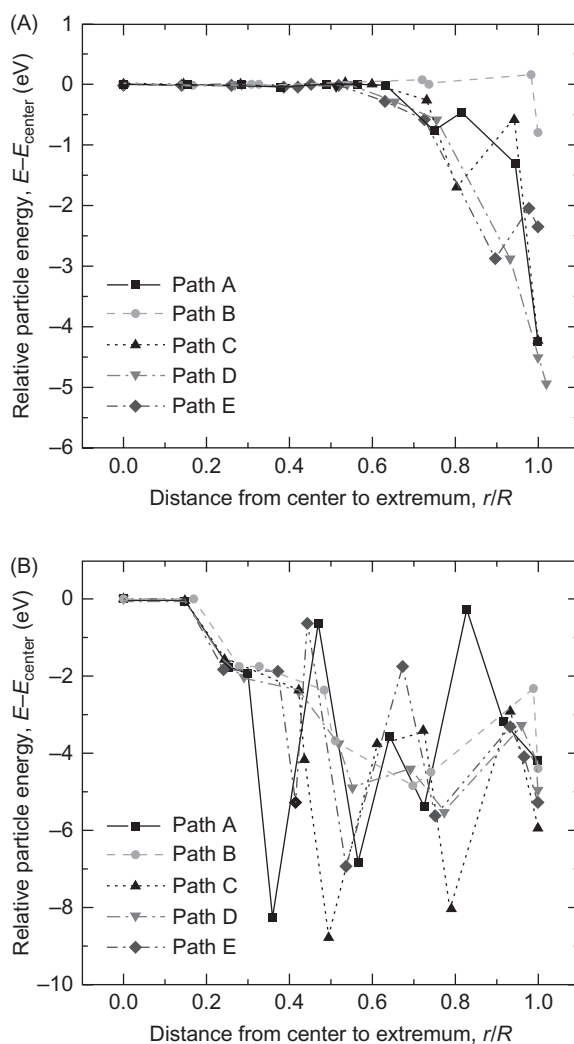 (A)
1
0
−1
−2
−3
−4
−5
−6
Relative particle energy, E–Ecenter (eV)
Path A
Path B
Path C
Path D
Path E
0.0 0.2 0.4 0.6 0.8 1.0
Distance from center to extremum, r/R
(B)
0
−2
−4
−6
−8
−10
Relative particle energy, E–Ecenter (eV)
Path A
Path B
Path C
Path D
Path E
0.0 0.2 0.4 0.6 0.8 1.0
Distance from center to extremum, r/R